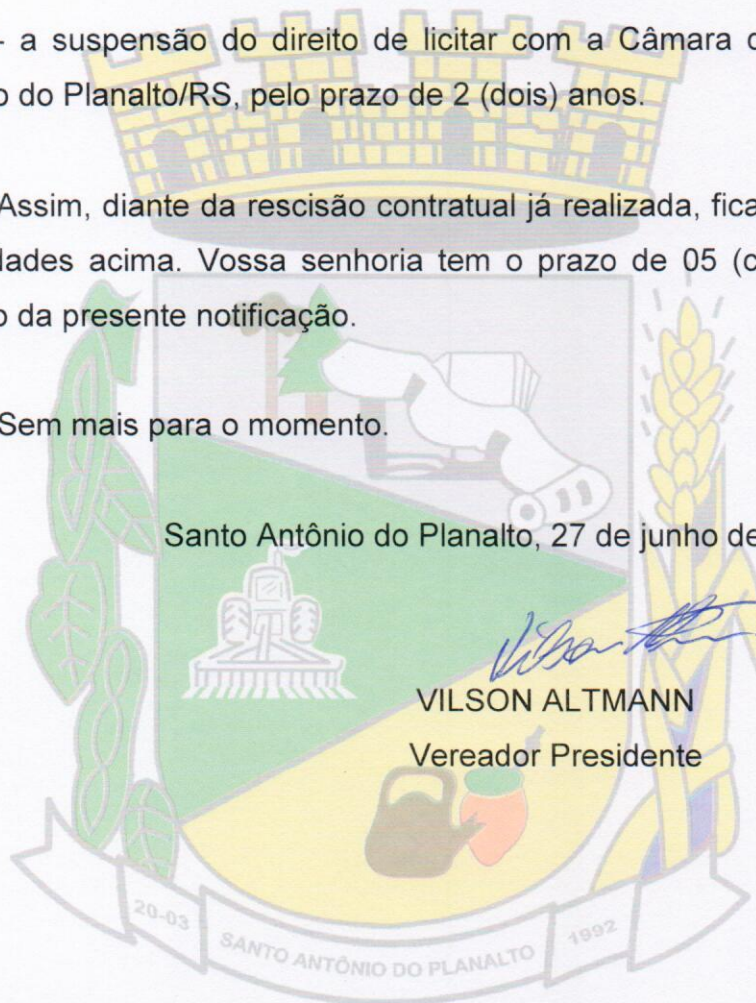 - a suspensão do direito de licitar com a Câmara
o do Planalto/RS, pelo prazo de 2 (dois) anos.
Assim, diante da rescisão contratual já realizada, fica
dades acima. Vossa senhoria tem o prazo de 05 (c
o da presente notificação.
Sem mais para o momento.
Santo Antônio do Planalto, 27 de junho de
Vilson
VILSON ALTMANN
Vereador Presidente
20-03 SANTO ANTÔNIO DO PLANALTO 1992